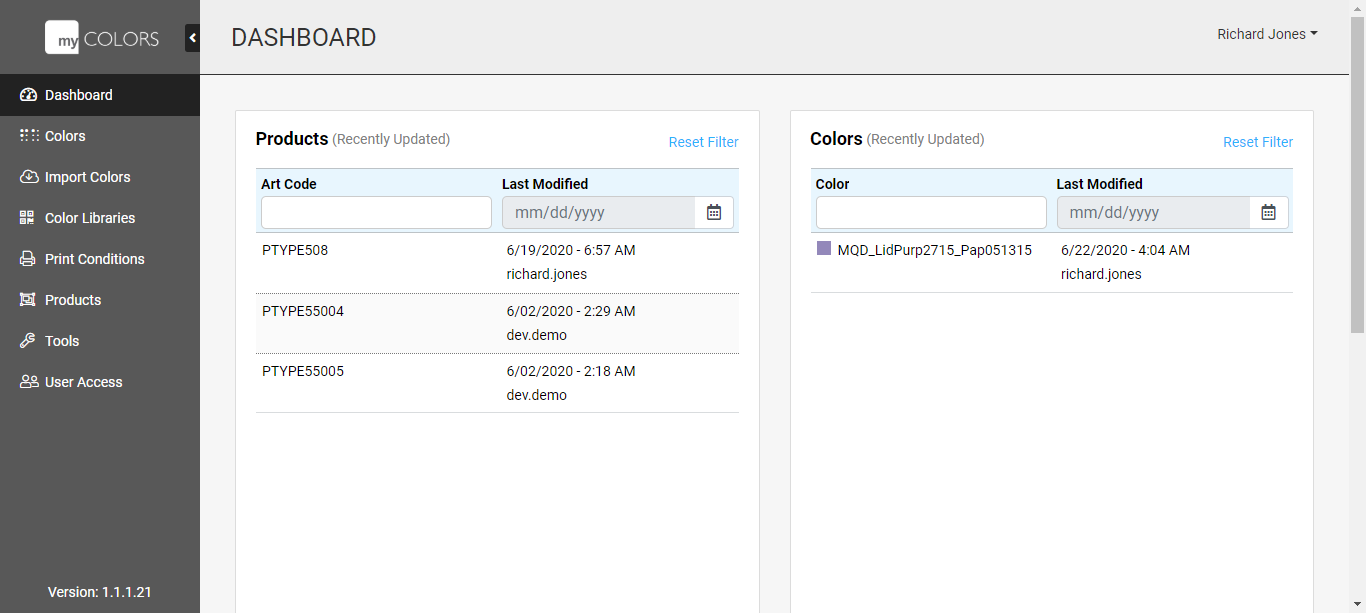 my COLORS
DASHBOARD
Richard Jones
Dashboard
Colors
Import Colors
Color Libraries
Print Conditions
Products
Tools
User Access
Version: 1.1.1.21
Products (Recently Updated)
Reset Filter
Art Code Last Modified
mm/dd/yyyy
PTYPE508 6/19/2020 - 6:57 AM
richard.jones
PTYPE55004 6/02/2020 - 2:29 AM
dev.demo
PTYPE55005 6/02/2020 - 2:18 AM
dev.demo
Colors (Recently Updated)
Reset Filter
Color Last Modified
mm/dd/yyyy
MQD_LidPurp2715_Pap051315 6/22/2020 - 4:04 AM
richard.jones